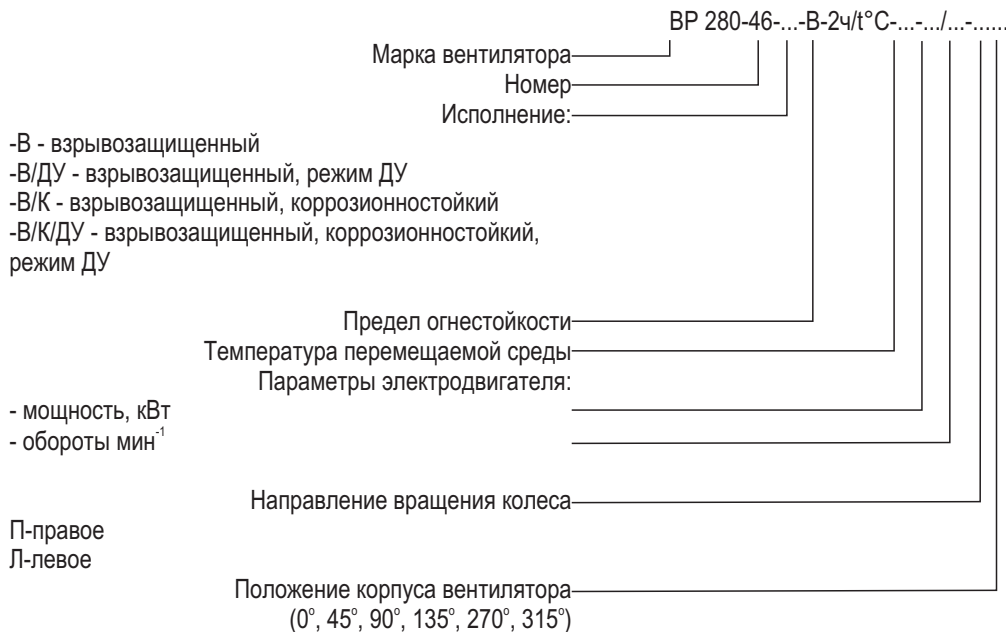 ВР 280-46-...-В-2ч/t°С-...-.../...-......
Марка вентилятора
Номер
Исполнение:
-В - взрывозащищенный
-В/ДУ - взрывозащищенный, режим ДУ
-В/К - взрывозащищенный, коррозионностойкий
-В/К/ДУ - взрывозащищенный, коррозионностойкий,
режим ДУ
Предел огнестойкости
Температура перемещаемой среды
Параметры электродвигателя:
- мощность, кВт
- обороты мин⁻¹
Направление вращения колеса
П-правое
Л-левое
Положение корпуса вентилятора
(0°, 45°, 90°, 135°, 270°, 315°)